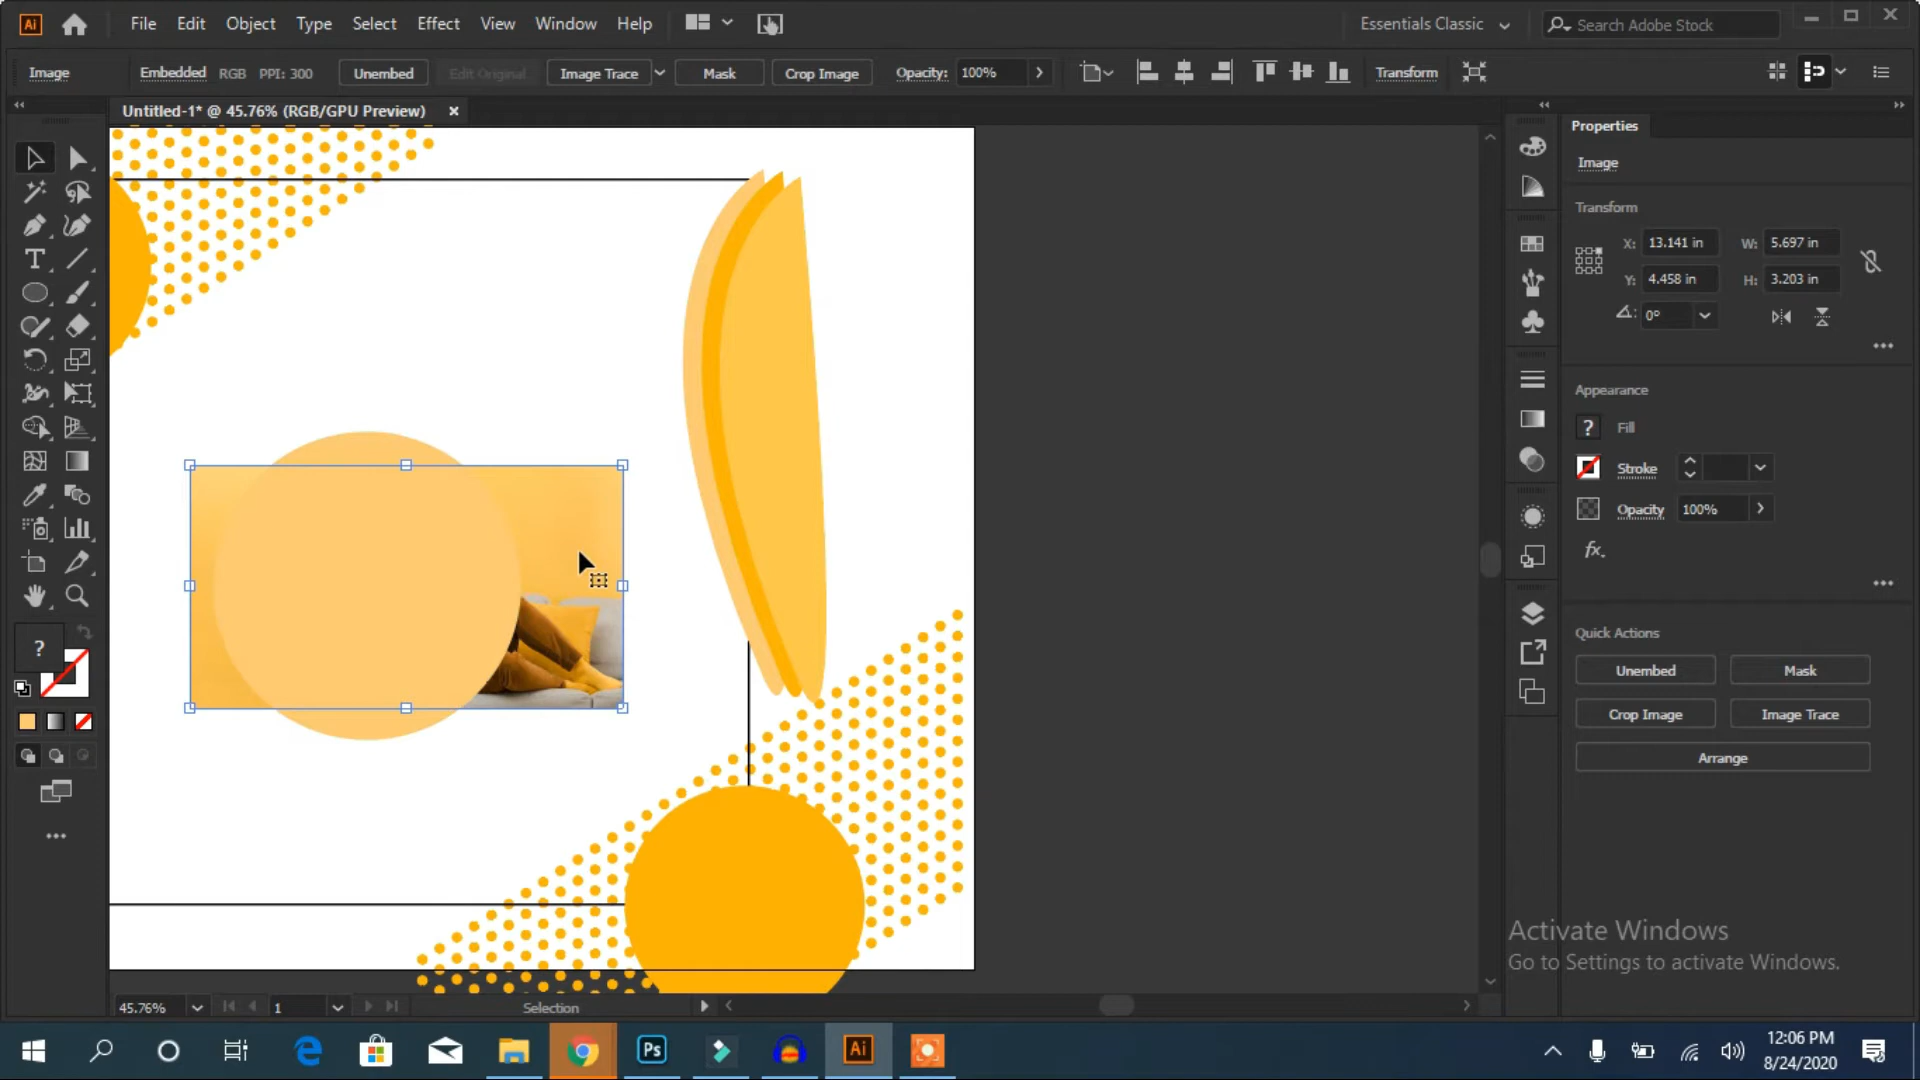 Ai File Edit Object Type Select Effect View Window Help Essentials Classic Search Adobe Stock
Image Embedded RGB PPI: 300 Unembed Edit Original Image Trace Mask Crop Image Opacity: 100% Transform
Untitled-1* @ 45.76% (RGB/GPU Preview)
Properties
Image
Transform
X: 13.141 in W: 5.697 in
Y: 4.458 in H: 3.203 in
0°
Appearance
? Fill
Stroke
Opacity 100%
fx.
Quick Actions
Unembed Mask
Crop Image Image Trace
Arrange
T
?
Activate Windows
Go to Settings to activate Windows.
45.76% 1 Selection
Ps Ai
12:06 PM
8/24/2020